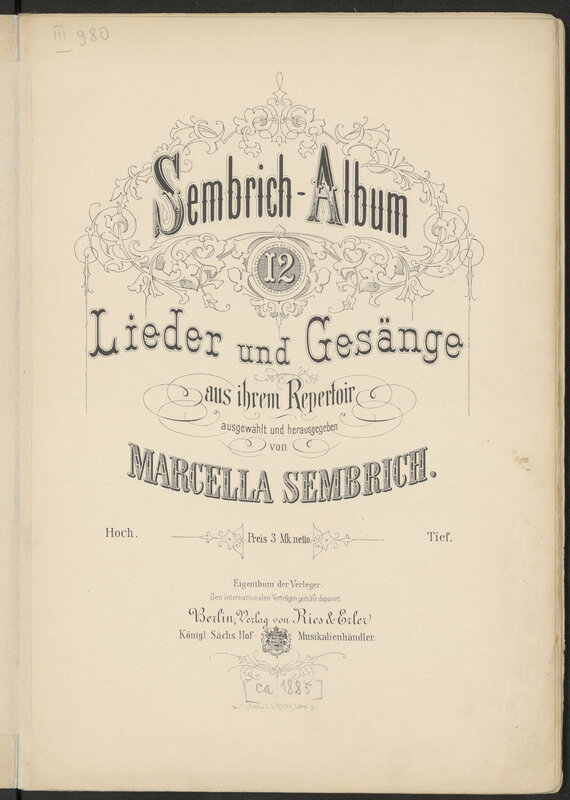 III 980
Sembrich-Album
12
Lieder und Gesänge
aus ihrem Repertoir
ausgewählt und herausgegeben
von
MARCELLA SEMBRICH.
Hoch. Preis 3 Mk. netto. Tief.
Eigenthum der Verleger.
Den internationalen Verträgen gemäß deponirt.
Berlin, Verlag von Ries & Erler
Königl. Sächs. Hof Musikalienhändler.
[ca 1885]